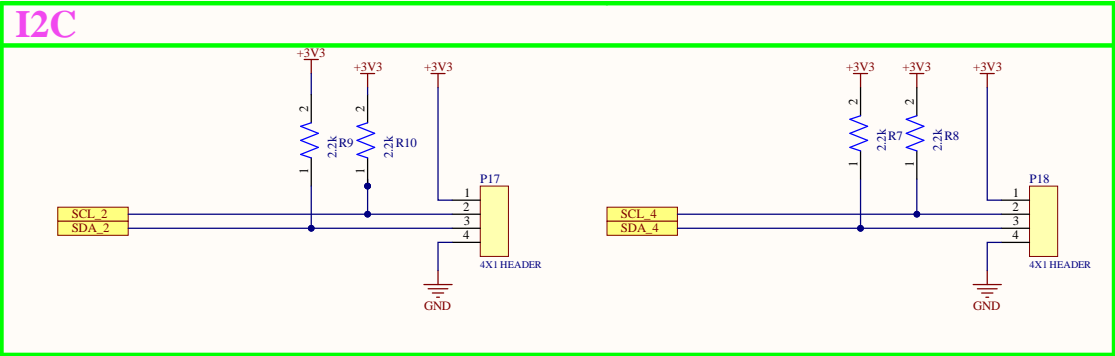 I2C
+3V3
+3V3
+3V3
2
2
2.2k
R9
2.2k
R10
1
1
P17
1
2
3
4
SCL_2
SDA_2
4X1 HEADER
GND
+3V3
+3V3
+3V3
2
2
2.2k
R7
2.2k
R8
1
1
P18
1
2
3
4
SCL_4
SDA_4
4X1 HEADER
GND